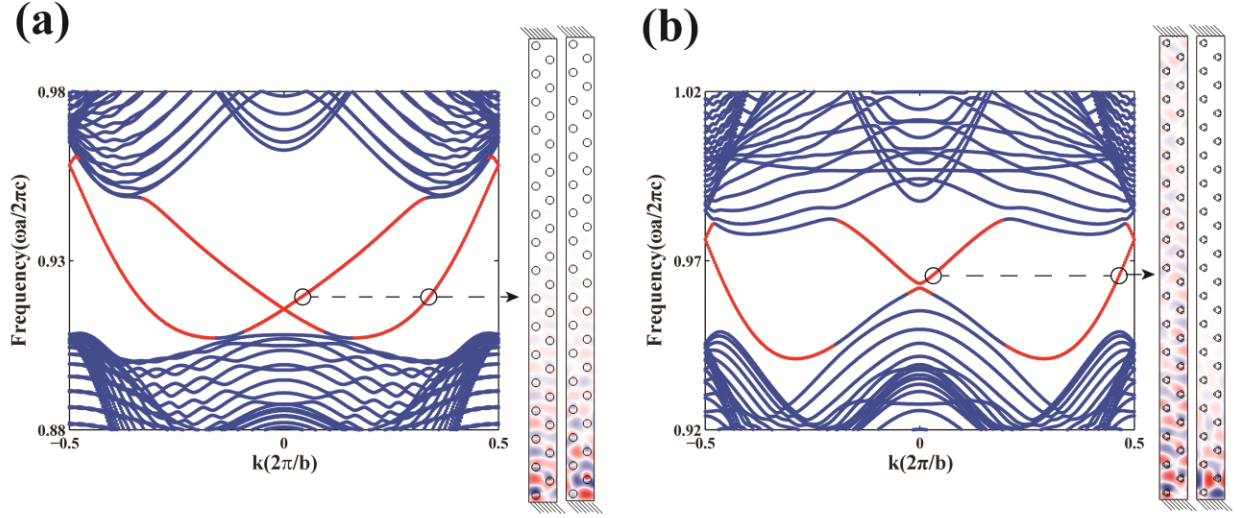 (a)
0.98
0.93
0.88
Frequency(ωa/2πc)
−0.5
0
0.5
k(2π/b)
(b)
1.02
0.97
0.92
Frequency(ωa/2πc)
−0.5
0
0.5
k(2π/b)